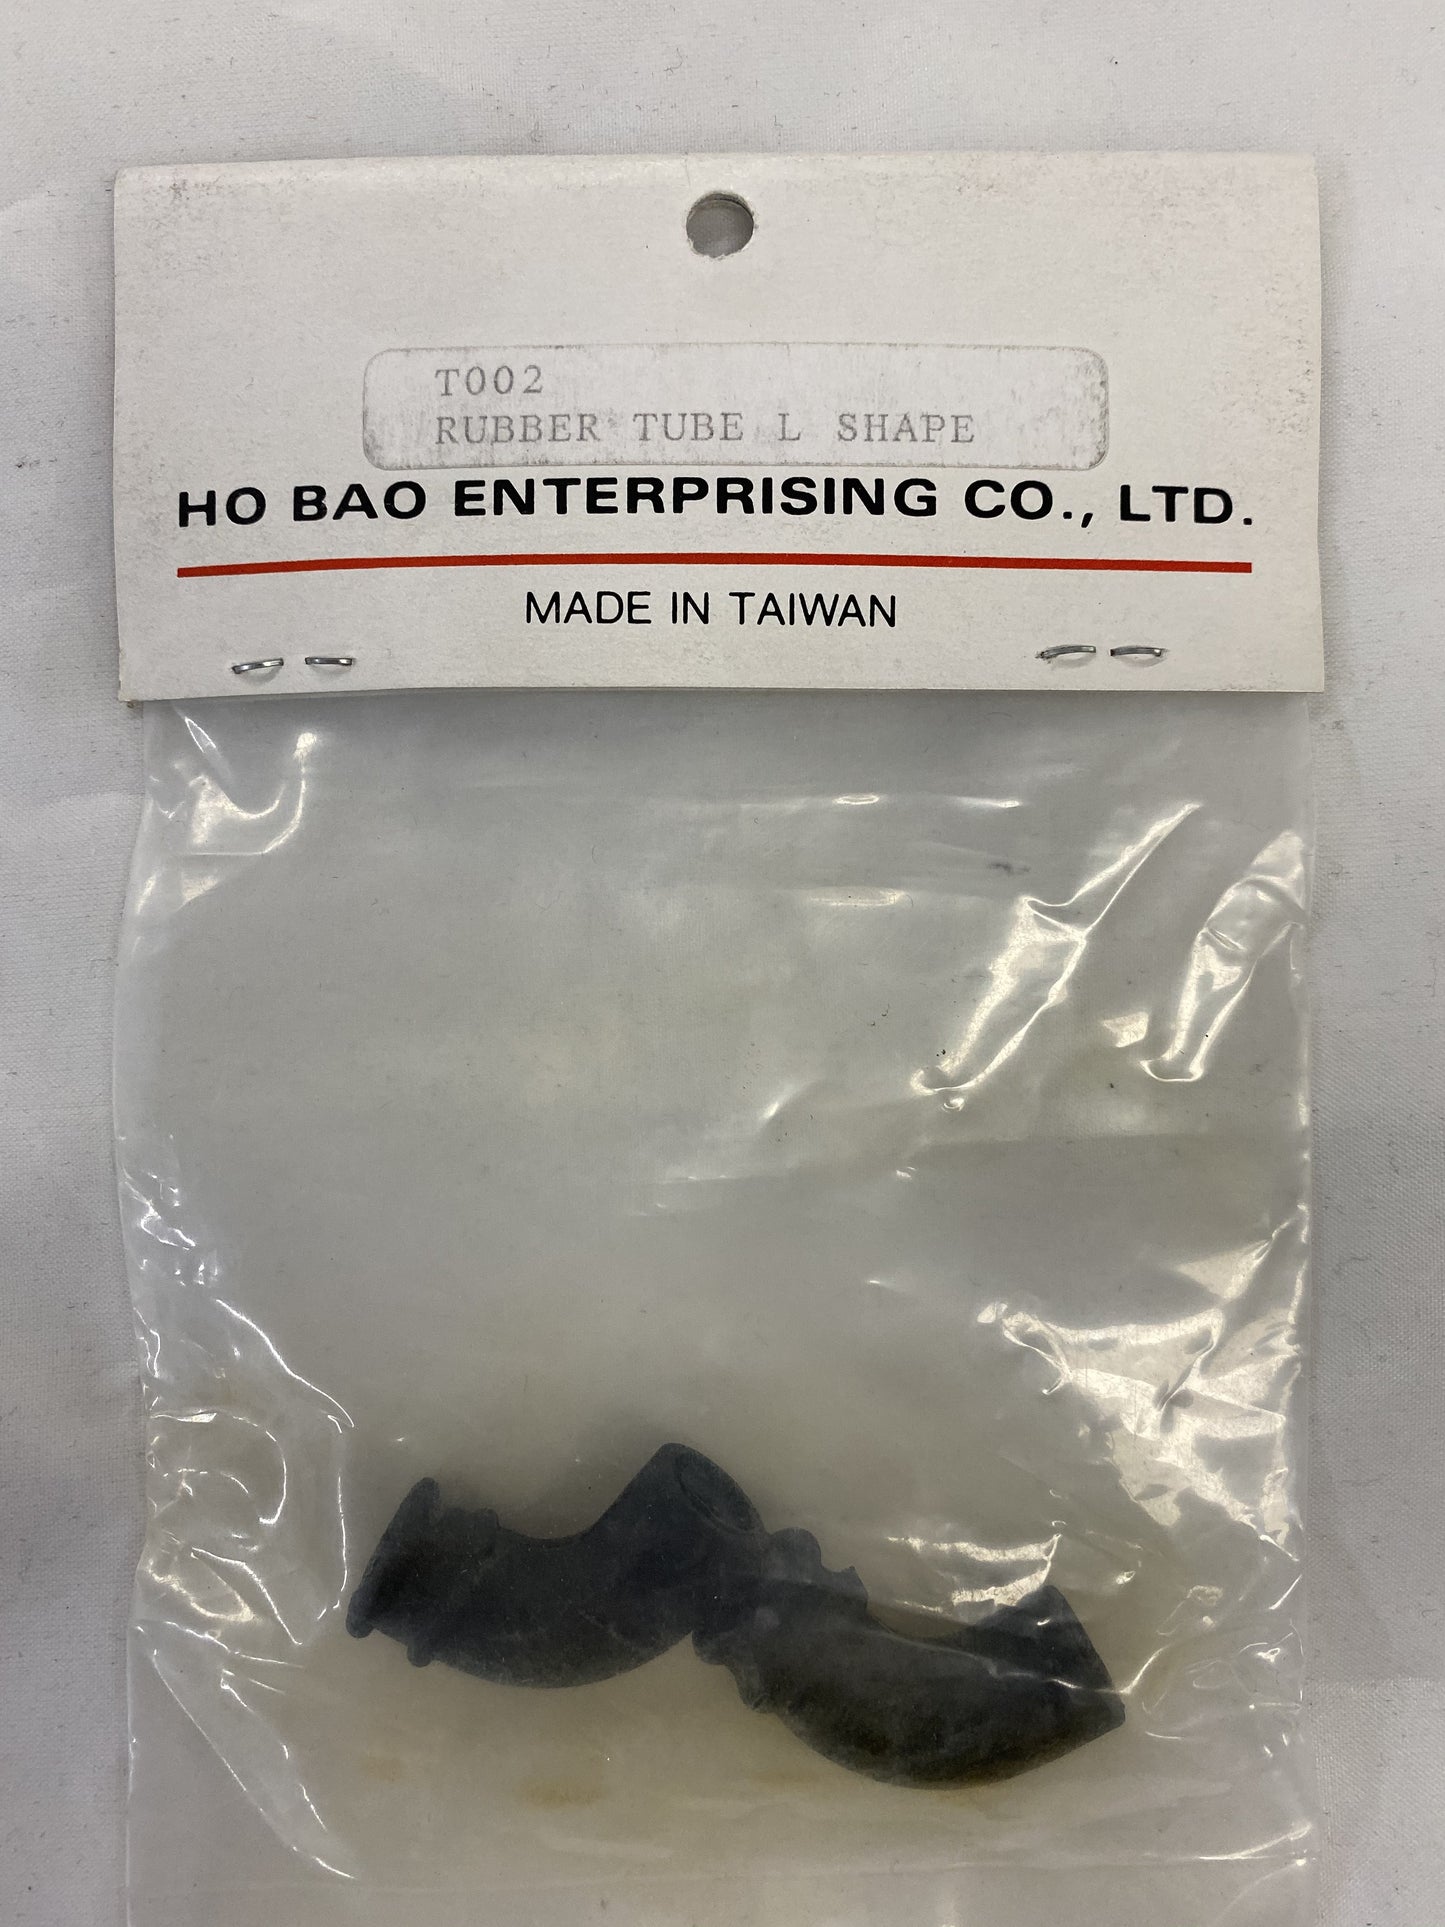 T002
RUBBER TUBE L SHAPE
HO BAO ENTERPRISING CO., LTD.
MADE IN TAIWAN